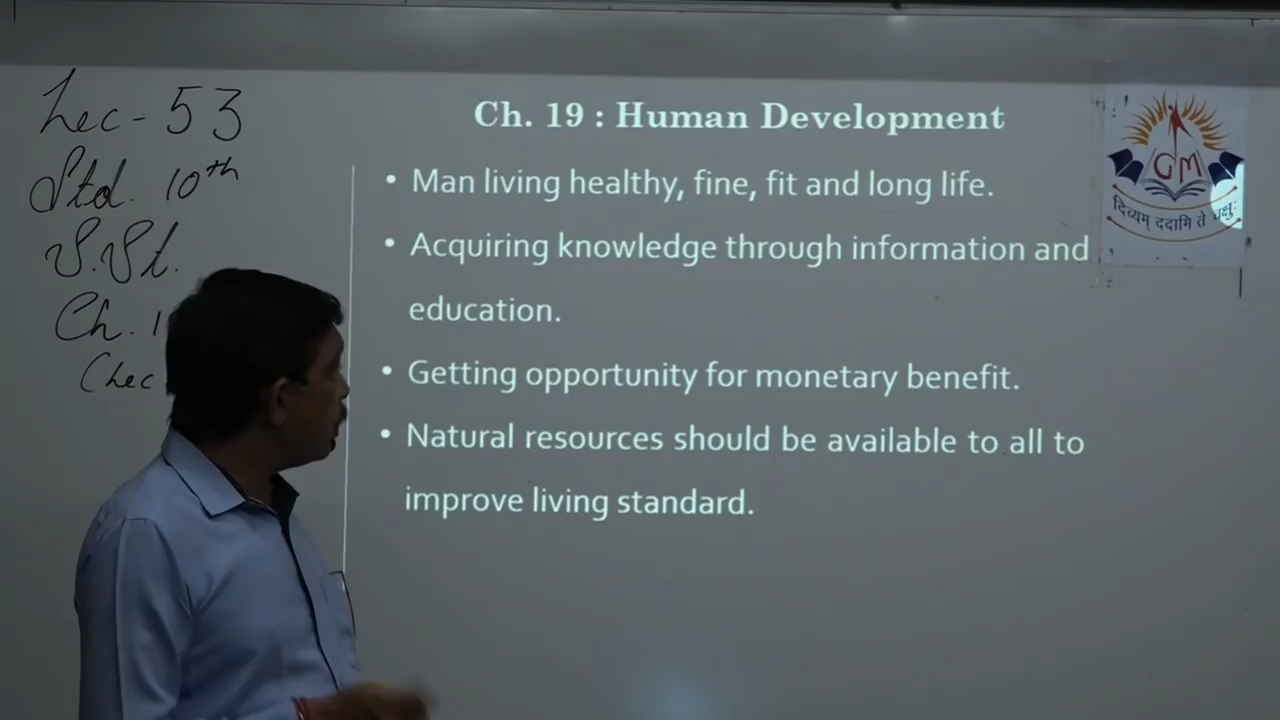 Lec - 53
Std. 10th
S.St.
Ch. 1
(Lec
Ch. 19 : Human Development
• Man living healthy, fine, fit and long life.
• Acquiring knowledge through information and
education.
• Getting opportunity for monetary benefit.
• Natural resources should be available to all to
improve living standard.
GM
दिव्यम् ददामि ते चक्षुः